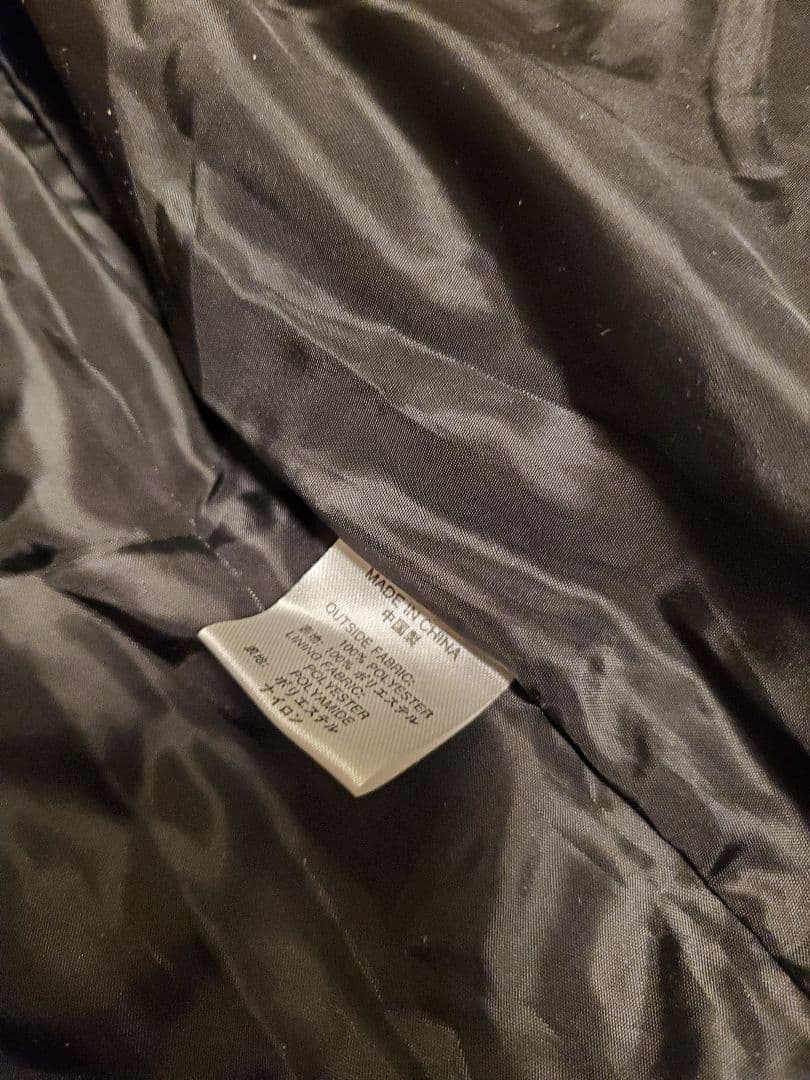 MADE IN CHINA
中国製
OUTSIDE FABRIC:
100% POLYESTER
表地: 100% ポリエステル
LINING FABRIC:
POLYESTER
POLYAMIDE
裏地: ポリエステル
ナイロン